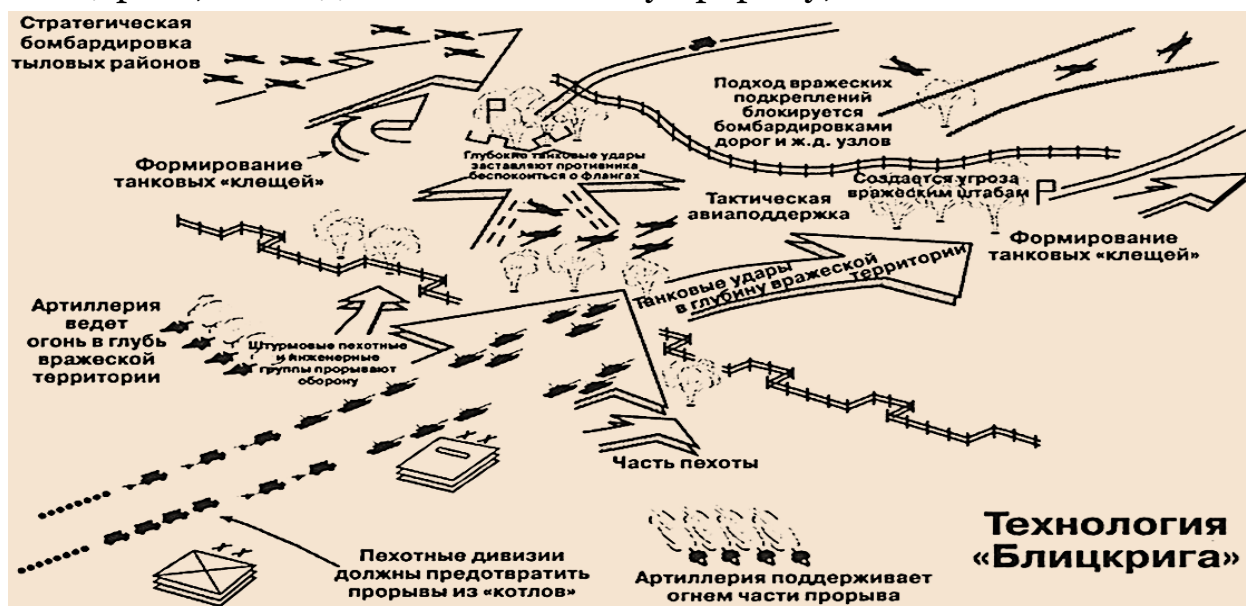 Стратегическая
бомбардировка
тыловых районов
Формирование
танковых «клещей»
Глубокие танковые удары
заставляют противника
беспокоиться о флангах
Подход вражеских
подкреплений
блокируется
бомбардировками
дорог и ж.д. узлов
Создается угроза
вражеским штабам
Тактическая
авиаподдержка
Формирование
танковых «клещей»
Танковые удары
в глубину вражеской
территории
Артиллерия
ведет
огонь в глубь
вражеской
территории
Штурмовые пехотные
и инженерные
группы прорывают
оборону
Часть пехоты
Пехотные дивизии
должны предотвратить
прорывы из «котлов»
Артиллерия поддерживает
огнем части прорыва
Технология
«Блицкрига»